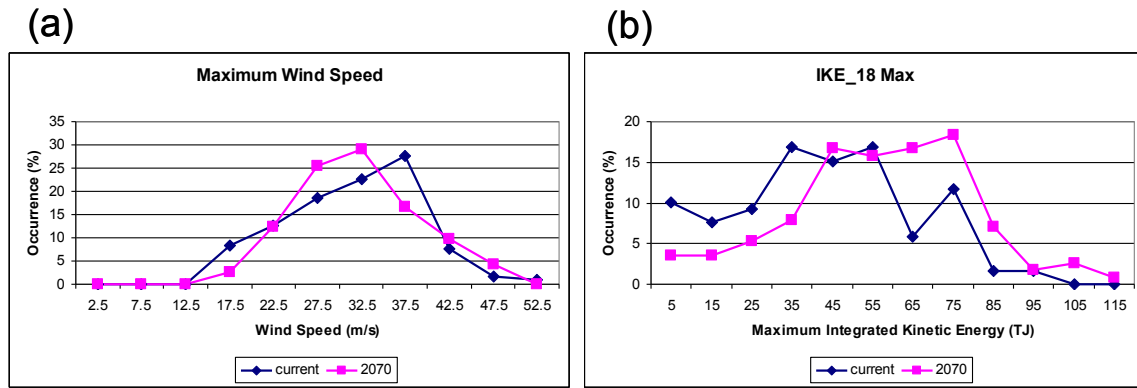 (a)
Maximum Wind Speed
35
30
25
20
15
10
5
0
Occurrence (%)
2.5 7.5 12.5 17.5 22.5 27.5 32.5 37.5 42.5 47.5 52.5
Wind Speed (m/s)
current 2070
(b)
IKE_18 Max
20
15
10
5
0
Occurrence (%)
5 15 25 35 45 55 65 75 85 95 105 115
Maximum Integrated Kinetic Energy (TJ)
current 2070